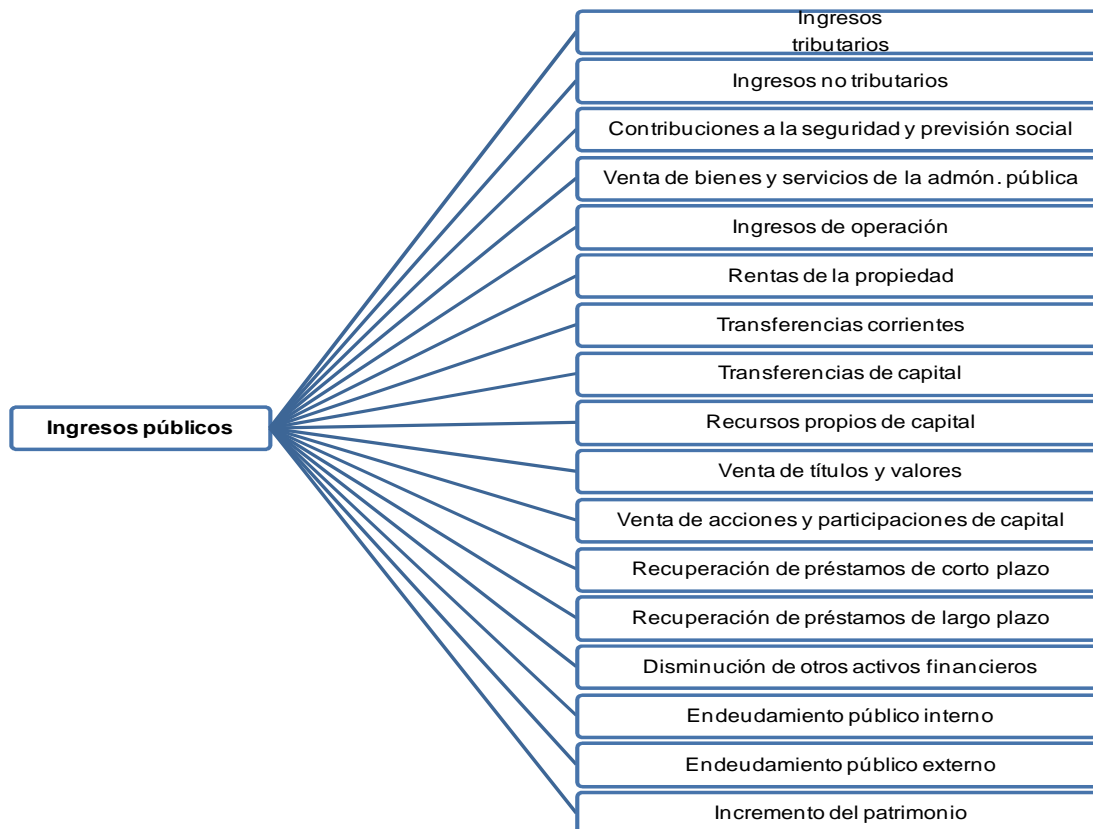 Ingresos
tributarios
Ingresos no tributarios
Contribuciones a la seguridad y previsión social
Venta de bienes y servicios de la admón. pública
Ingresos de operación
Rentas de la propiedad
Transferencias corrientes
Transferencias de capital
Ingresos públicos
Recursos propios de capital
Venta de títulos y valores
Venta de acciones y participaciones de capital
Recuperación de préstamos de corto plazo
Recuperación de préstamos de largo plazo
Disminución de otros activos financieros
Endeudamiento público interno
Endeudamiento público externo
Incremento del patrimonio